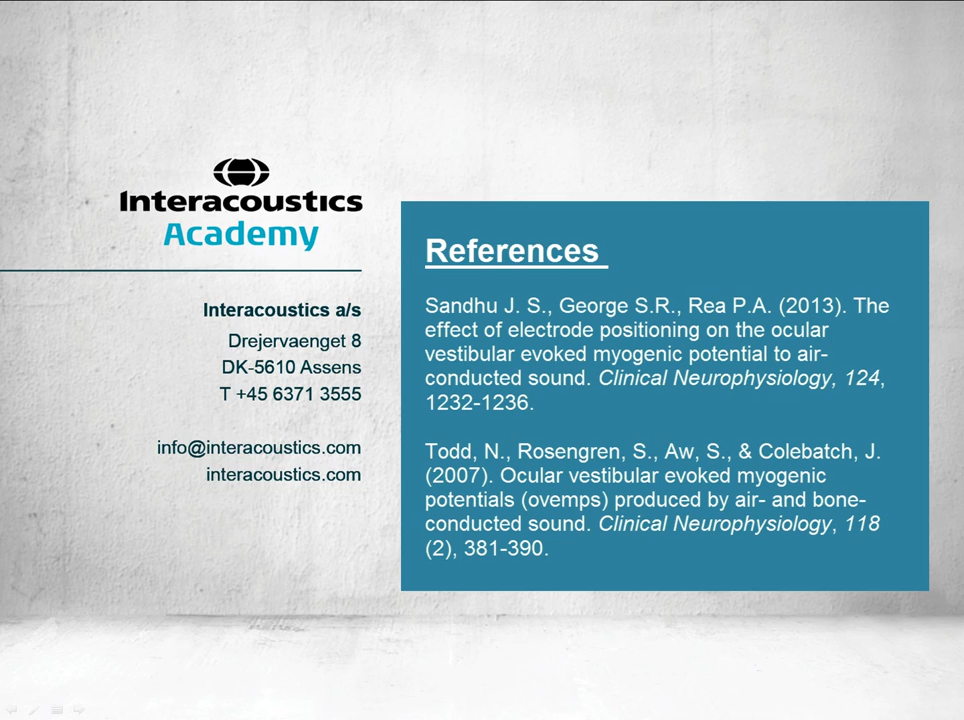 Interacoustics
Academy
Interacoustics a/s
Drejervaenget 8
DK-5610 Assens
T +45 6371 3555
info@interacoustics.com
interacoustics.com
References
Sandhu J. S., George S.R., Rea P.A. (2013). The
effect of electrode positioning on the ocular
vestibular evoked myogenic potential to air-
conducted sound. Clinical Neurophysiology, 124,
1232-1236.
Todd, N., Rosengren, S., Aw, S., & Colebatch, J.
(2007). Ocular vestibular evoked myogenic
potentials (ovemps) produced by air- and bone-
conducted sound. Clinical Neurophysiology, 118
(2), 381-390.